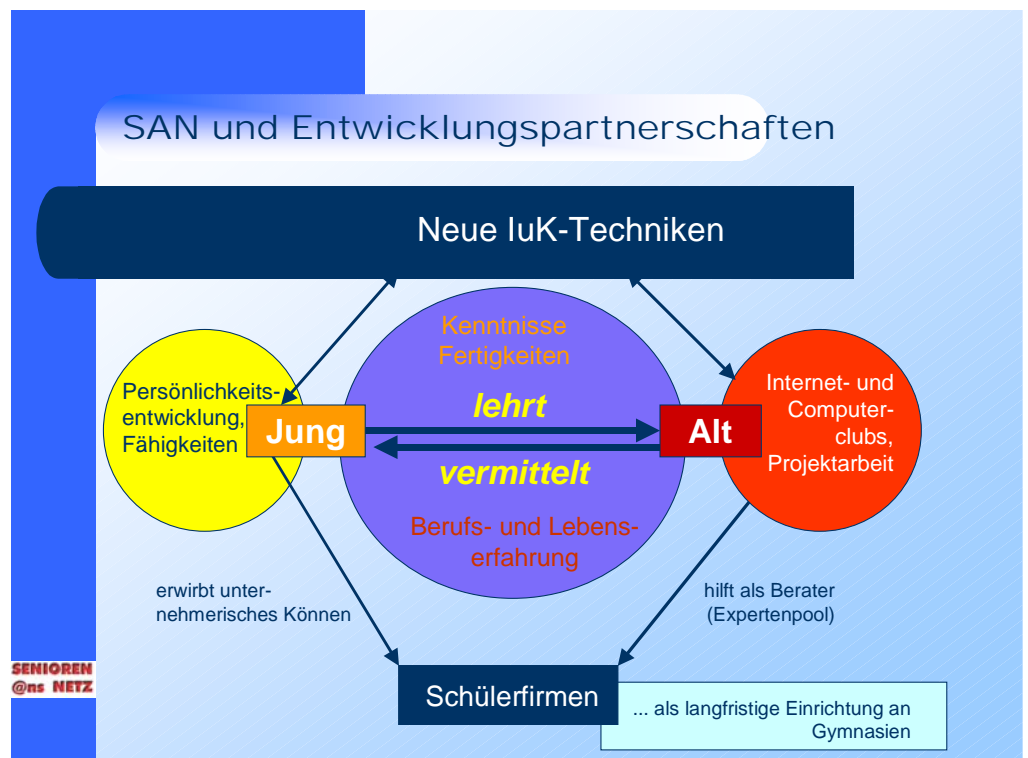 SAN und Entwicklungspartnerschaften
Neue IuK-Techniken
Kenntnisse
Fertigkeiten
Persönlichkeits-
entwicklung,
Fähigkeiten
Jung
lehrt
vermittelt
Alt
Internet- und
Computer-
clubs,
Projektarbeit
Berufs- und Lebens-
erfahrung
erwirbt unter-
nehmerisches Können
hilft als Berater
(Expertenpool)
SENIOREN
@ns NETZ
Schülerfirmen
... als langfristige Einrichtung an
Gymnasien